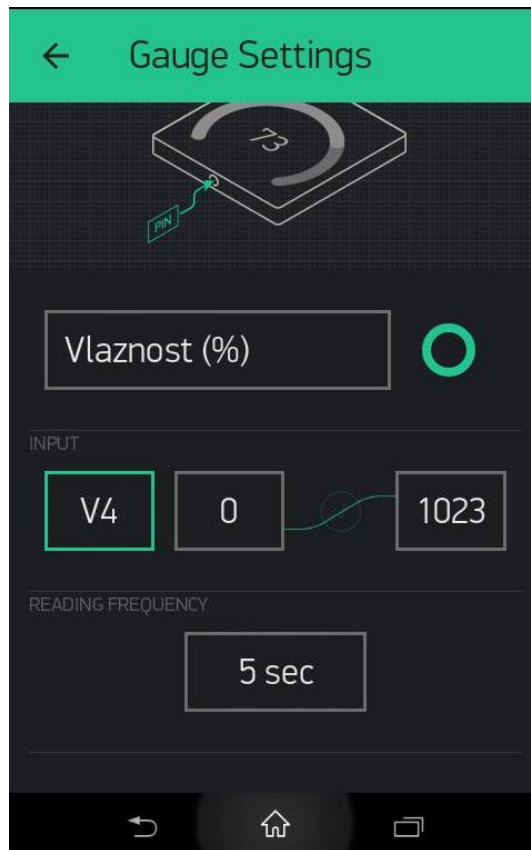 Gauge Settings
73
PIN
Vlaznost (%)
INPUT
V4 0 1023
READING FREQUENCY
5 sec